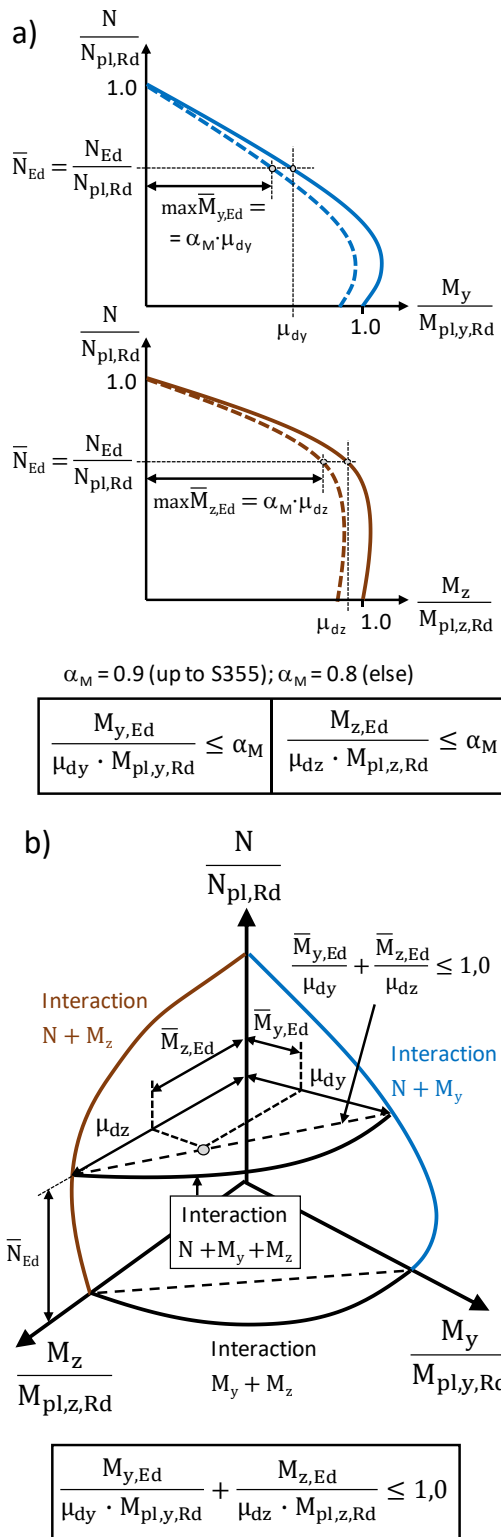 a)
N
N_pl,Rd
1.0
N̅_Ed = N_Ed / N_pl,Rd
maxM̅_y,Ed =
= α_M·μ_dy
μ_dy
1.0
M_y
M_pl,y,Rd
N
N_pl,Rd
1.0
N̅_Ed = N_Ed / N_pl,Rd
maxM̅_z,Ed = α_M·μ_dz
μ_dz
1.0
M_z
M_pl,z,Rd
α_M = 0.9 (up to S355); α_M = 0.8 (else)
M_y,Ed / (μ_dy · M_pl,y,Rd) ≤ α_M
M_z,Ed / (μ_dz · M_pl,z,Rd) ≤ α_M
b)
N
N_pl,Rd
M̅_y,Ed / μ_dy + M̅_z,Ed / μ_dz ≤ 1,0
Interaction
N + M_z
M̅_z,Ed
M̅_y,Ed
Interaction
N + M_y
μ_dy
μ_dz
N̅_Ed
Interaction
N + M_y + M_z
M_z
M_pl,z,Rd
Interaction
M_y + M_z
M_y
M_pl,y,Rd
M_y,Ed / (μ_dy · M_pl,y,Rd) + M_z,Ed / (μ_dz · M_pl,z,Rd) ≤ 1,0